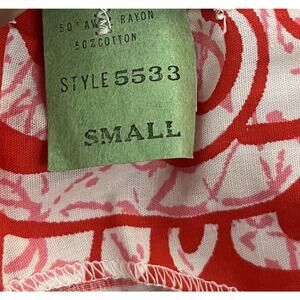 50% AVRIL RAYON
50%COTTON
STYLE 5533
SMALL